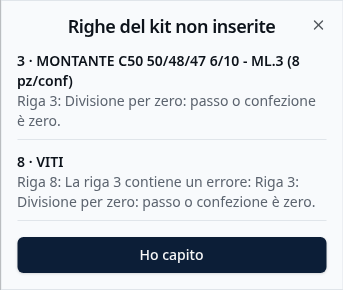 Righe del kit non inserite
3 · MONTANTE C50 50/48/47 6/10 - ML.3 (8
pz/conf)
Riga 3: Divisione per zero: passo o confezione
è zero.
8 · VITI
Riga 8: La riga 3 contiene un errore: Riga 3:
Divisione per zero: passo o confezione è zero.
Ho capito